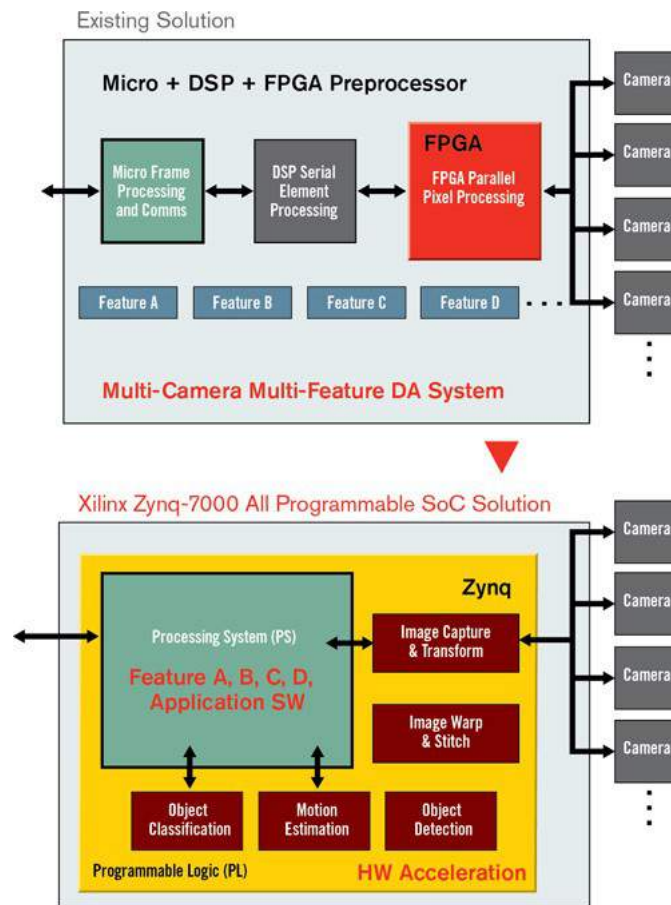 Existing Solution
Micro + DSP + FPGA Preprocessor
Micro Frame
Processing
and Comms
DSP Serial
Element
Processing
FPGA
FPGA Parallel
Pixel Processing
Camera
Camera
Camera
Camera
Feature A
Feature B
Feature C
Feature D
Multi-Camera Multi-Feature DA System
Xilinx Zynq-7000 All Programmable SoC Solution
Zynq
Processing System (PS)
Feature A, B, C, D,
Application SW
Image Capture
& Transform
Image Warp
& Stitch
Object
Classification
Motion
Estimation
Object
Detection
Programmable Logic (PL)
HW Acceleration
Camera
Camera
Camera
Camera